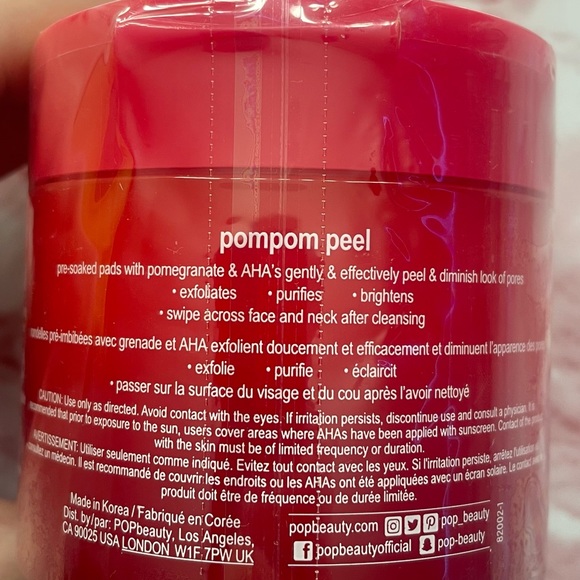 pompom peel
pre-soaked pads with pomegranate & AHA's gently & effectively peel & diminish look of pores
• exfoliates • purifies • brightens
• swipe across face and neck after cleansing
pré-imbibées avec grenade et AHA exfolient doucement et efficacement et diminuent l'apparence des
• exfolie • purifie • éclaircit
• passer sur la surface du visage et du cou après l'avoir nettoyé
CAUTION: Use only as directed. Avoid contact with the eyes. If irritation persists, discontinue use and consult a physician. It is
recommended that prior to exposure to the sun, users cover areas where AHAs have been applied with sunscreen. Contact of the product
with the skin must be of limited frequency or duration.
AVERTISSEMENT: Utiliser seulement comme indiqué. Evitez tout contact avec les yeux. Si l'irritation persiste, arrêtez l'utilisation
consultez un médecin. Il est recommandé de couvrir les endroits ou les AHAs ont été appliquées avec un écran solaire. Le contact
produit doit être de fréquence ou de durée limitée.
Made in Korea / Fabriqué en Corée
Dist. by/par: POPbeauty, Los Angeles,
CA 90025 USA LONDON W1F 7PW UK
popbeauty.com pop_beauty
popbeautyofficial pop-beauty
82002-1